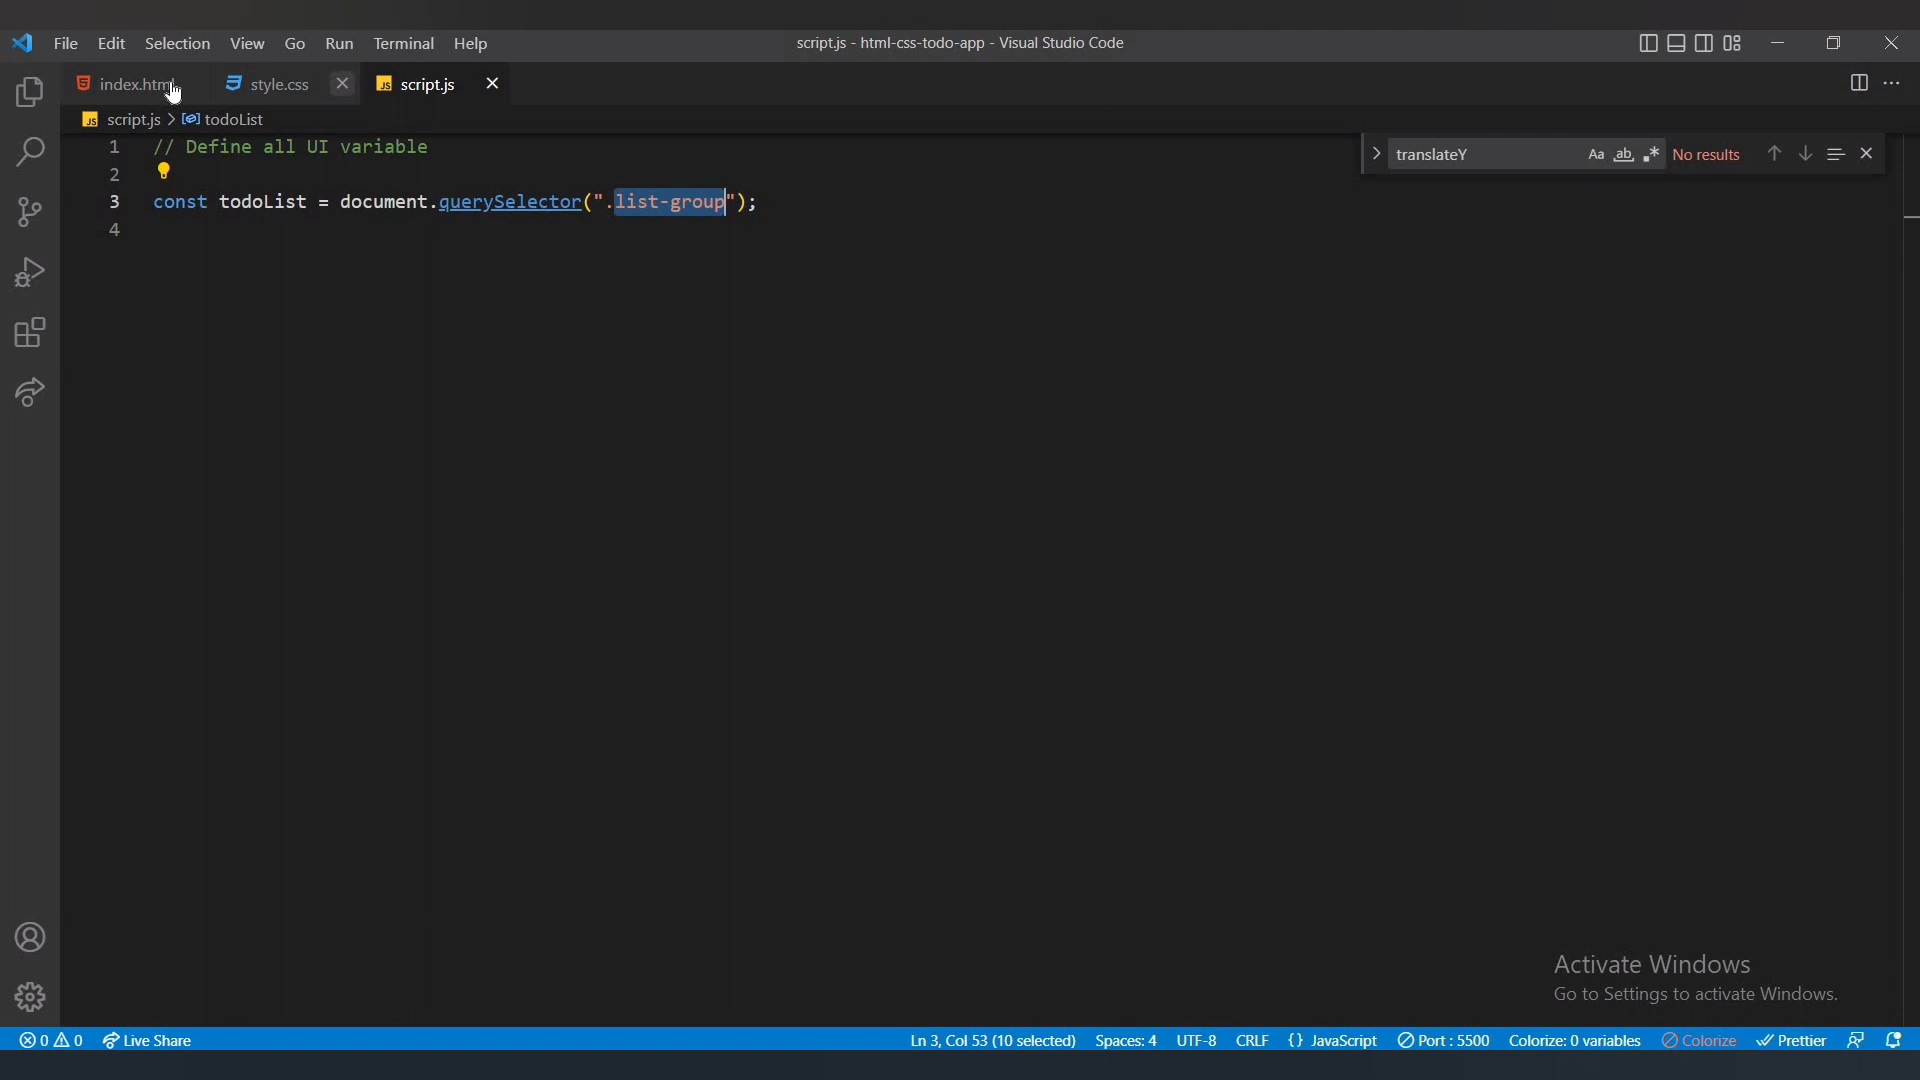 File Edit Selection View Go Run Terminal Help
script.js - html-css-todo-app - Visual Studio Code
index.html style.css script.js
script.js > todoList
translateY Aa ab No results
1 // Define all UI variable
2
3 const todoList = document.querySelector(".list-group");
4
Activate Windows
Go to Settings to activate Windows.
0 0 Live Share Ln 3, Col 53 (10 selected) Spaces: 4 UTF-8 CRLF {} JavaScript Port : 5500 Colorize: 0 variables Colorize Prettier